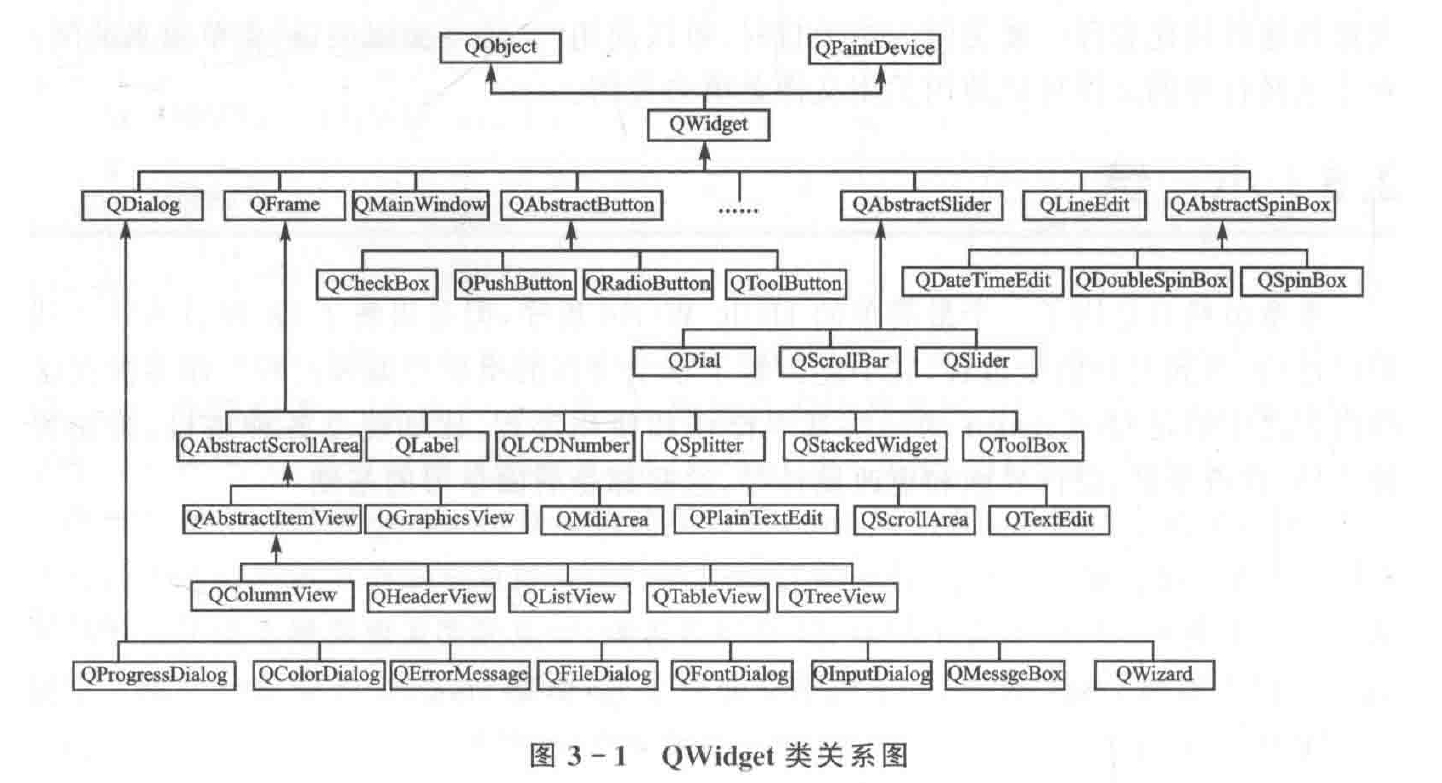 QObject QPaintDevice
QWidget
QDialog QFrame QMainWindow QAbstractButton ...... QAbstractSlider QLineEdit QAbstractSpinBox
QCheckBox QPushButton QRadioButton QToolButton QDateTimeEdit QDoubleSpinBox QSpinBox
QDial QScrollBar QSlider
QAbstractScrollArea QLabel QLCDNumber QSplitter QStackedWidget QToolBox
QAbstractItemView QGraphicsView QMdiArea QPlainTextEdit QScrollArea QTextEdit
QColumnView QHeaderView QListView QTableView QTreeView
QProgressDialog QColorDialog QErrorMessage QFileDialog QFontDialog QInputDialog QMessgeBox QWizard
图 3-1 QWidget 类关系图